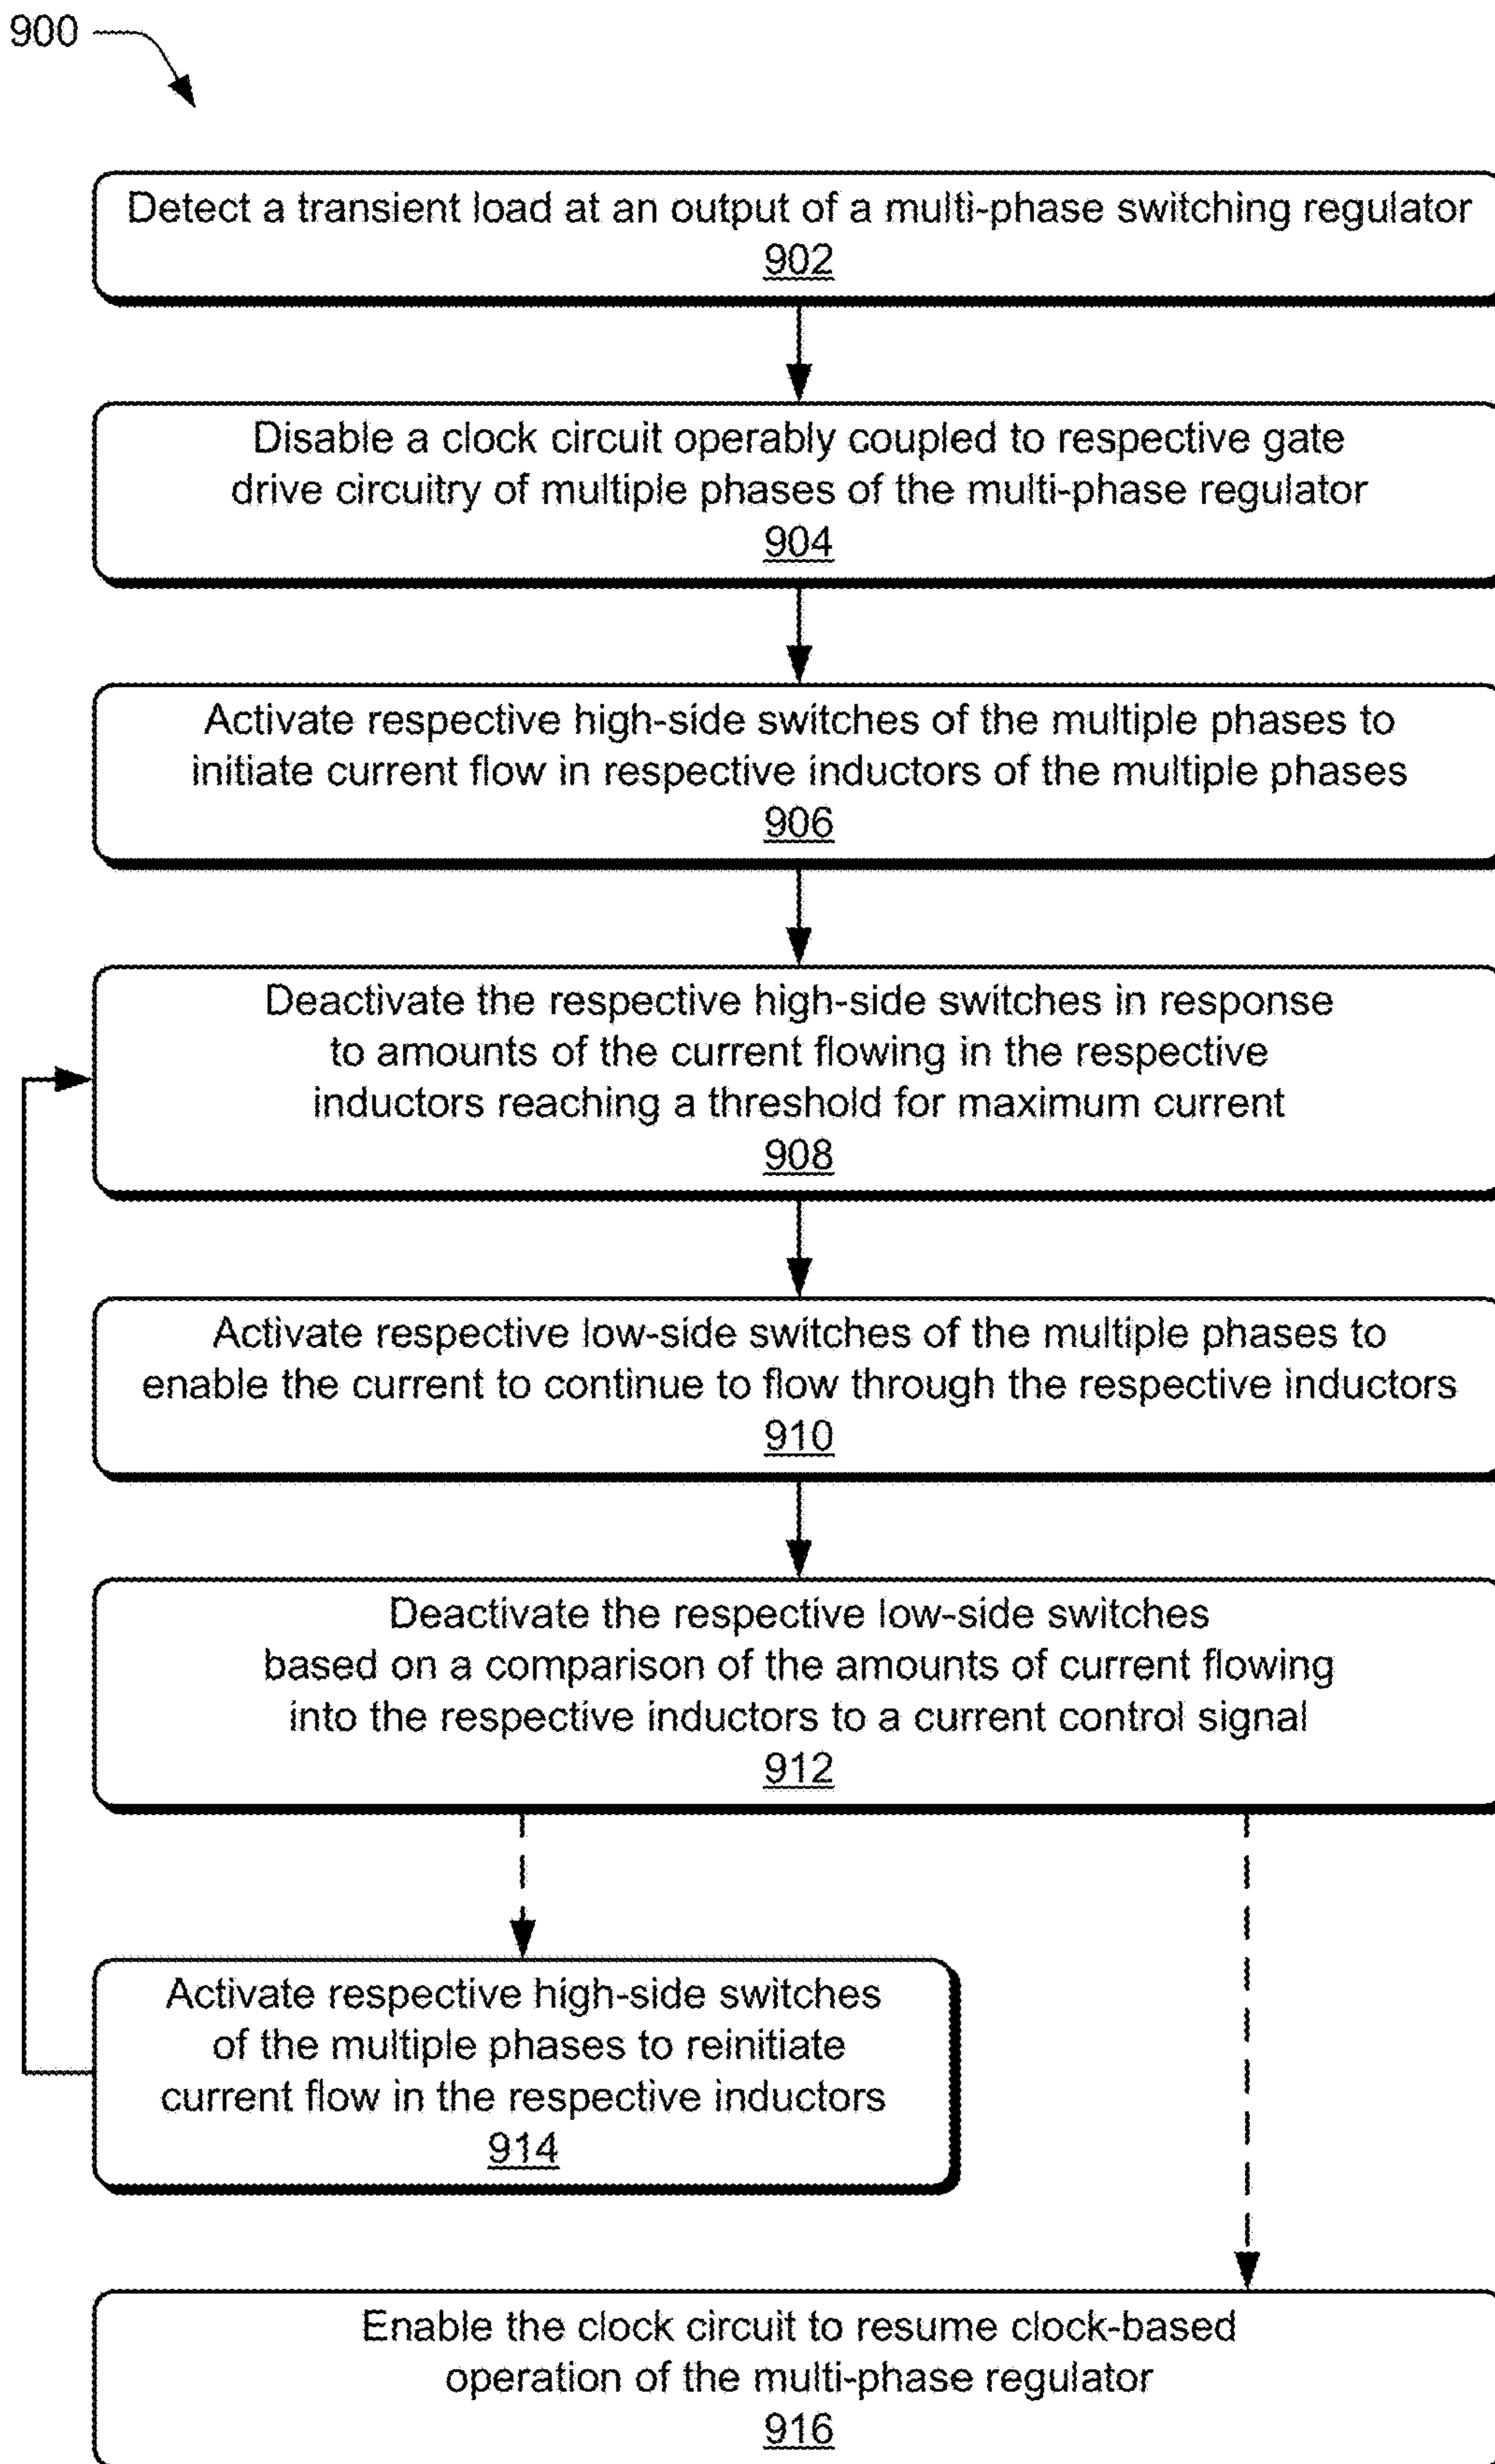 900
Detect a transient load at an output of a multi-phase switching regulator
902
Disable a clock circuit operably coupled to respective gate
drive circuitry of multiple phases of the multi-phase regulator
904
Activate respective high-side switches of the multiple phases to
initiate current flow in respective inductors of the multiple phases
906
Deactivate the respective high-side switches in response
to amounts of the current flowing in the respective
inductors reaching a threshold for maximum current
908
Activate respective low-side switches of the multiple phases to
enable the current to continue to flow through the respective inductors
910
Deactivate the respective low-side switches
based on a comparison of the amounts of current flowing
into the respective inductors to a current control signal
912
Activate respective high-side switches
of the multiple phases to reinitiate
current flow in the respective inductors
914
Enable the clock circuit to resume clock-based
operation of the multi-phase regulator
916